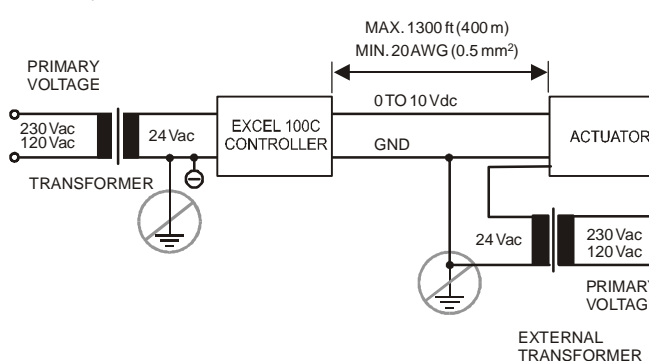 MAX. 1300 ft (400 m)
MIN. 20 AWG (0.5 mm²)
PRIMARY
VOLTAGE
230 Vac
120 Vac
24 Vac
TRANSFORMER
EXCEL 100C
CONTROLLER
0 TO 10 Vdc
GND
ACTUATOR
24 Vac
230 Vac
120 Vac
PRIMARY
VOLTAG
EXTERNAL
TRANSFORMER